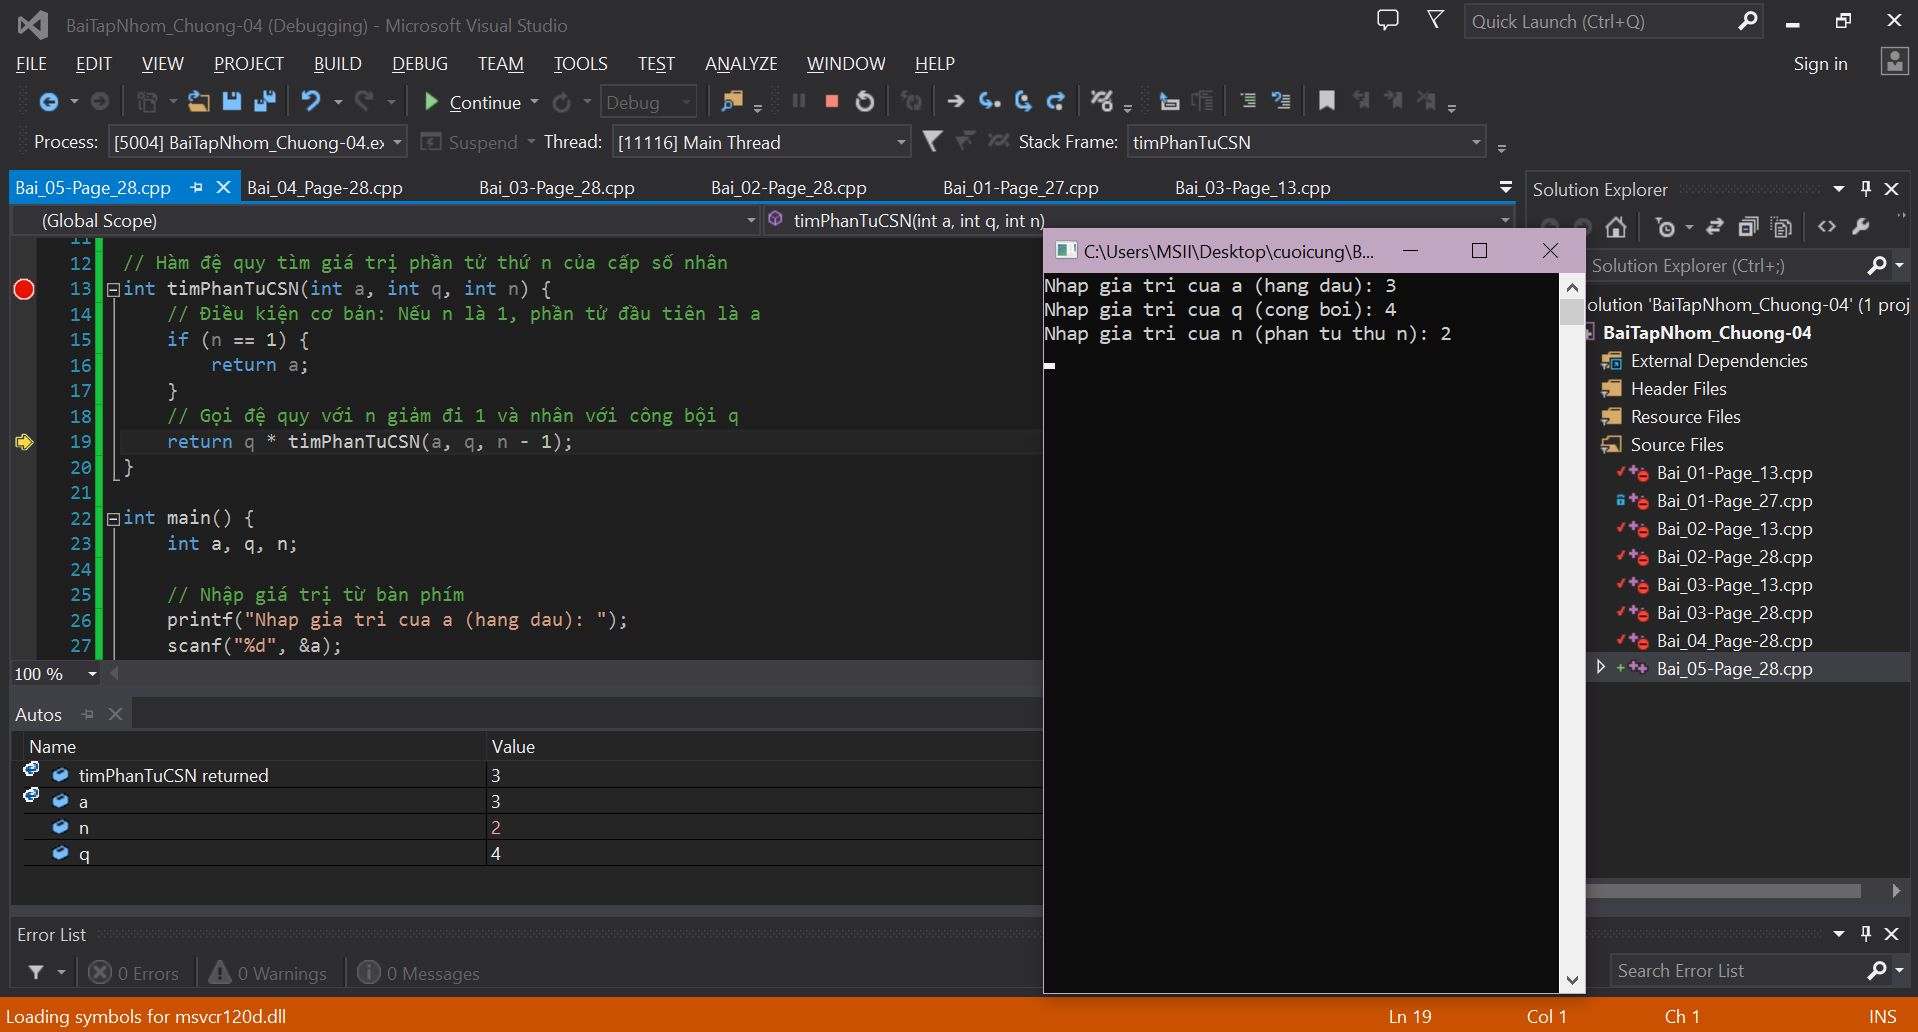 BaiTapNhom_Chuong-04 (Debugging) - Microsoft Visual Studio
Quick Launch (Ctrl+Q)
FILE EDIT VIEW PROJECT BUILD DEBUG TEAM TOOLS TEST ANALYZE WINDOW HELP
Sign in
Continue
Debug
Process: [5004] BaiTapNhom_Chuong-04.ex Suspend Thread: [11116] Main Thread Stack Frame: timPhanTuCSN
Bai_05-Page_28.cpp Bai_04_Page-28.cpp Bai_03-Page_28.cpp Bai_02-Page_28.cpp Bai_01-Page_27.cpp Bai_03-Page_13.cpp
(Global Scope) timPhanTuCSN(int a, int q, int n)
11
12 // Hàm đệ quy tìm giá trị phần tử thứ n của cấp số nhân
13 int timPhanTuCSN(int a, int q, int n) {
14 // Điều kiện cơ bản: Nếu n là 1, phần tử đầu tiên là a
15 if (n == 1) {
16 return a;
17 }
18 // Gọi đệ quy với n giảm đi 1 và nhân với công bội q
19 return q * timPhanTuCSN(a, q, n - 1);
20 }
21
22 int main() {
23 int a, q, n;
24
25 // Nhập giá trị từ bàn phím
26 printf("Nhap gia tri cua a (hang dau): ");
27 scanf("%d", &a);
100 %
C:\Users\MSII\Desktop\cuoicung\B...
Nhap gia tri cua a (hang dau): 3
Nhap gia tri cua q (cong boi): 4
Nhap gia tri cua n (phan tu thu n): 2
Solution Explorer
Solution Explorer (Ctrl+;)
olution 'BaiTapNhom_Chuong-04' (1 proj
BaiTapNhom_Chuong-04
External Dependencies
Header Files
Resource Files
Source Files
Bai_01-Page_13.cpp
Bai_01-Page_27.cpp
Bai_02-Page_13.cpp
Bai_02-Page_28.cpp
Bai_03-Page_13.cpp
Bai_03-Page_28.cpp
Bai_04_Page-28.cpp
Bai_05-Page_28.cpp
Autos
Name Value
timPhanTuCSN returned 3
a 3
n 2
q 4
Error List
0 Errors 0 Warnings 0 Messages
Search Error List
Loading symbols for msvcr120d.dll
Ln 19 Col 1 Ch 1 INS